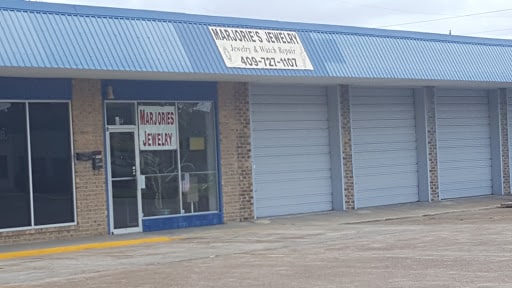 MARJORIE'S JEWELRY
Jewelry & Watch Repair
409-727-1107
MARJORIES
JEWELRY